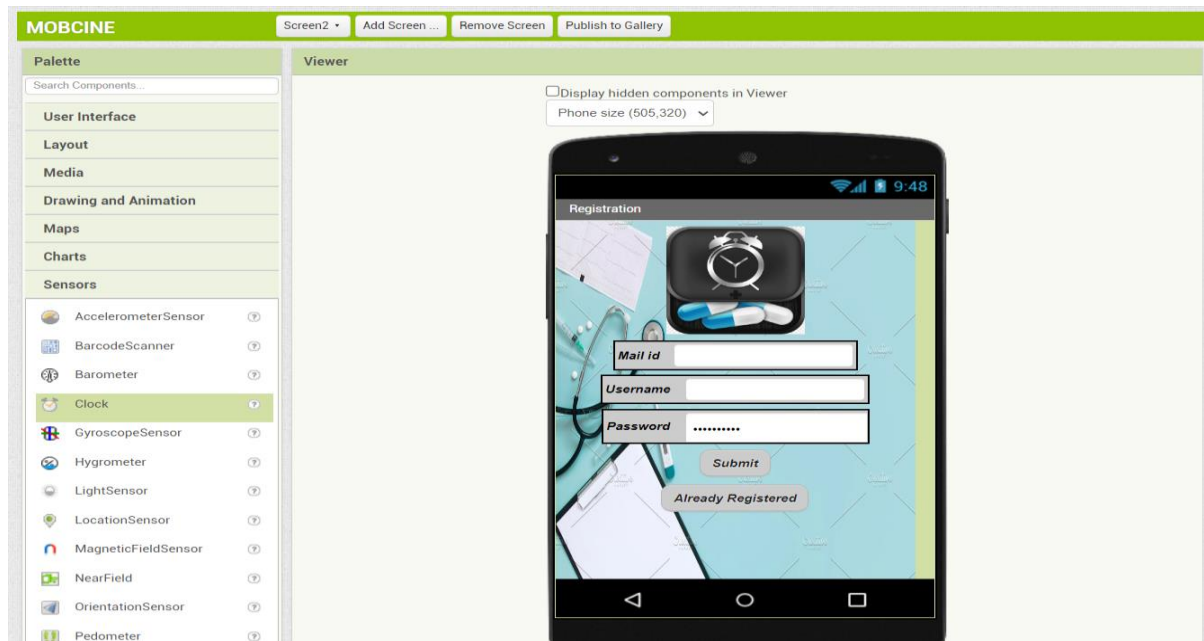 MOBCINE
Screen2 Add Screen ... Remove Screen Publish to Gallery
Palette
Search Components...
User Interface
Layout
Media
Drawing and Animation
Maps
Charts
Sensors
AccelerometerSensor
BarcodeScanner
Barometer
Clock
GyroscopeSensor
Hygrometer
LightSensor
LocationSensor
MagneticFieldSensor
NearField
OrientationSensor
Pedometer
Viewer
Display hidden components in Viewer
Phone size (505,320)
9:48
Registration
Mail id
Username
Password ..........
Submit
Already Registered